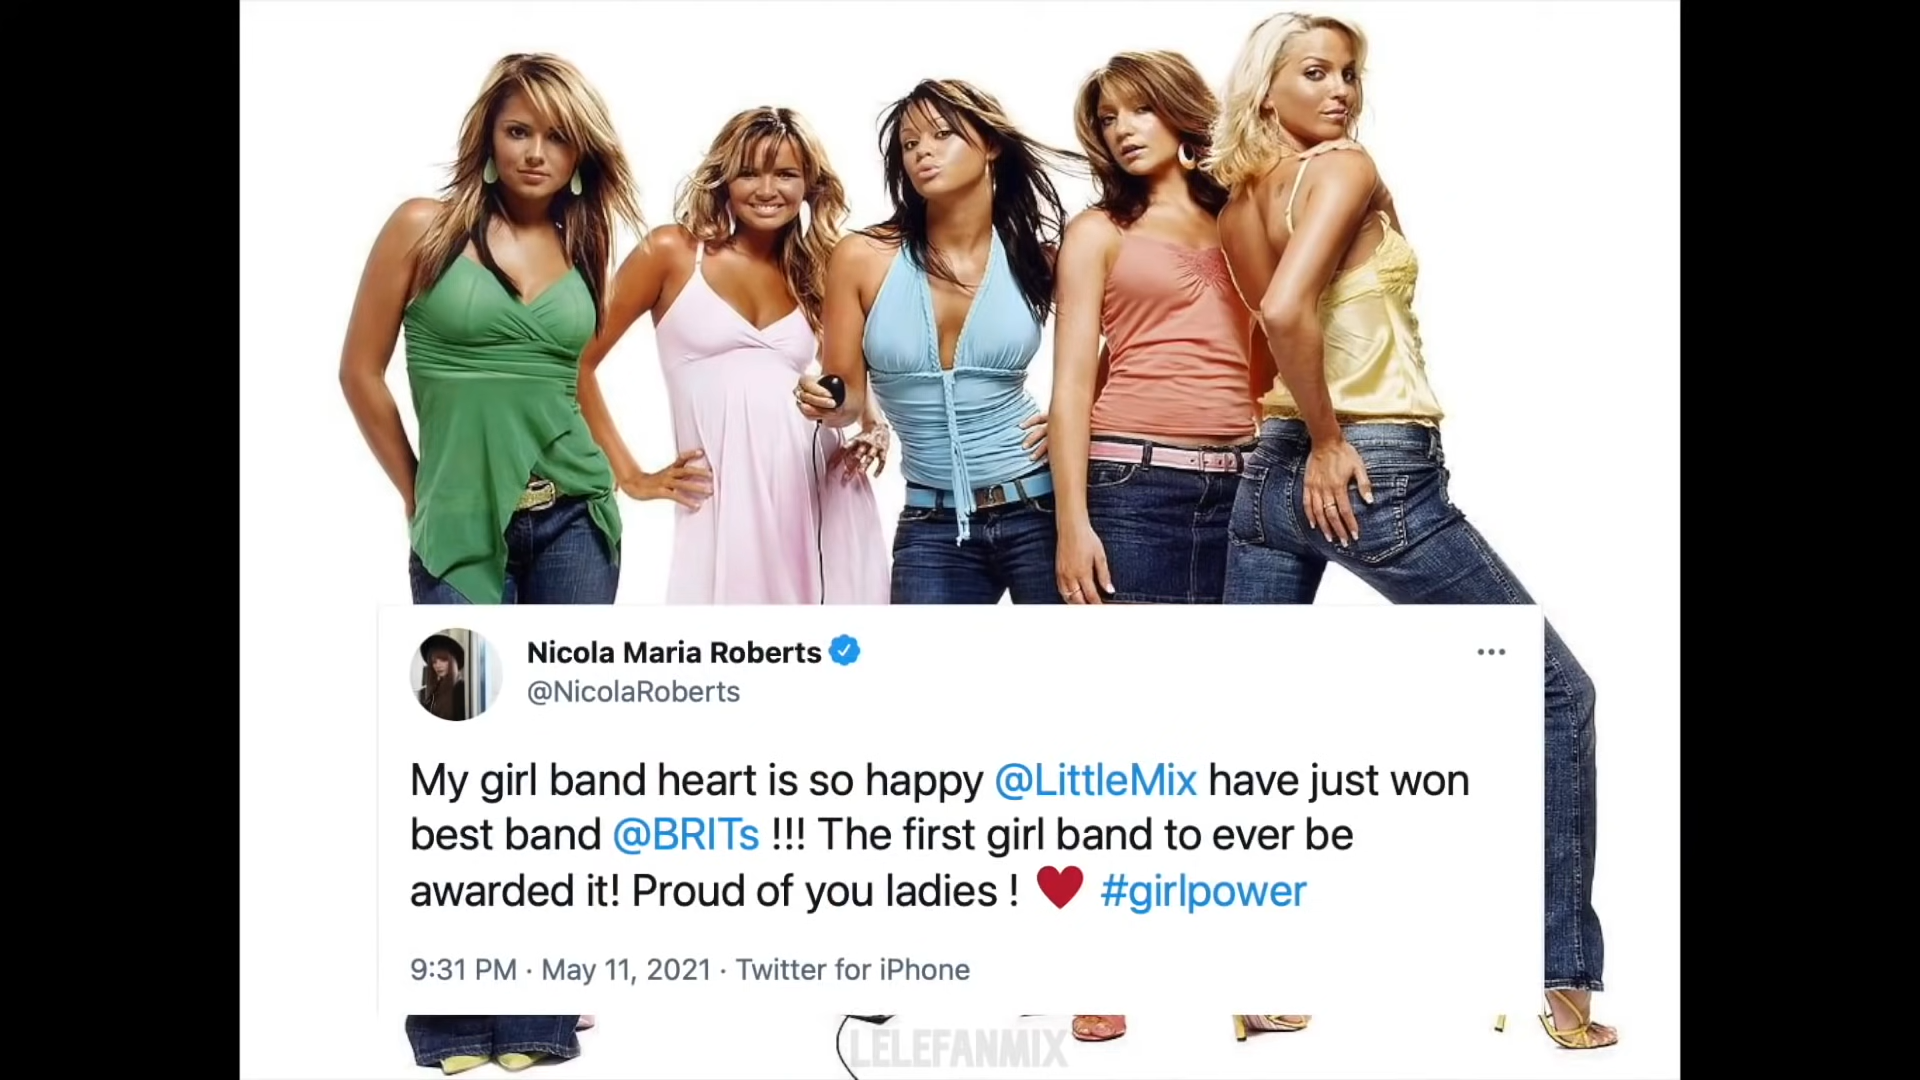 Nicola Maria Roberts
@NicolaRoberts
My girl band heart is so happy @LittleMix have just won
best band @BRITs !!! The first girl band to ever be
awarded it! Proud of you ladies ! ❤️ #girlpower
9:31 PM · May 11, 2021 · Twitter for iPhone
LELEFANMIX